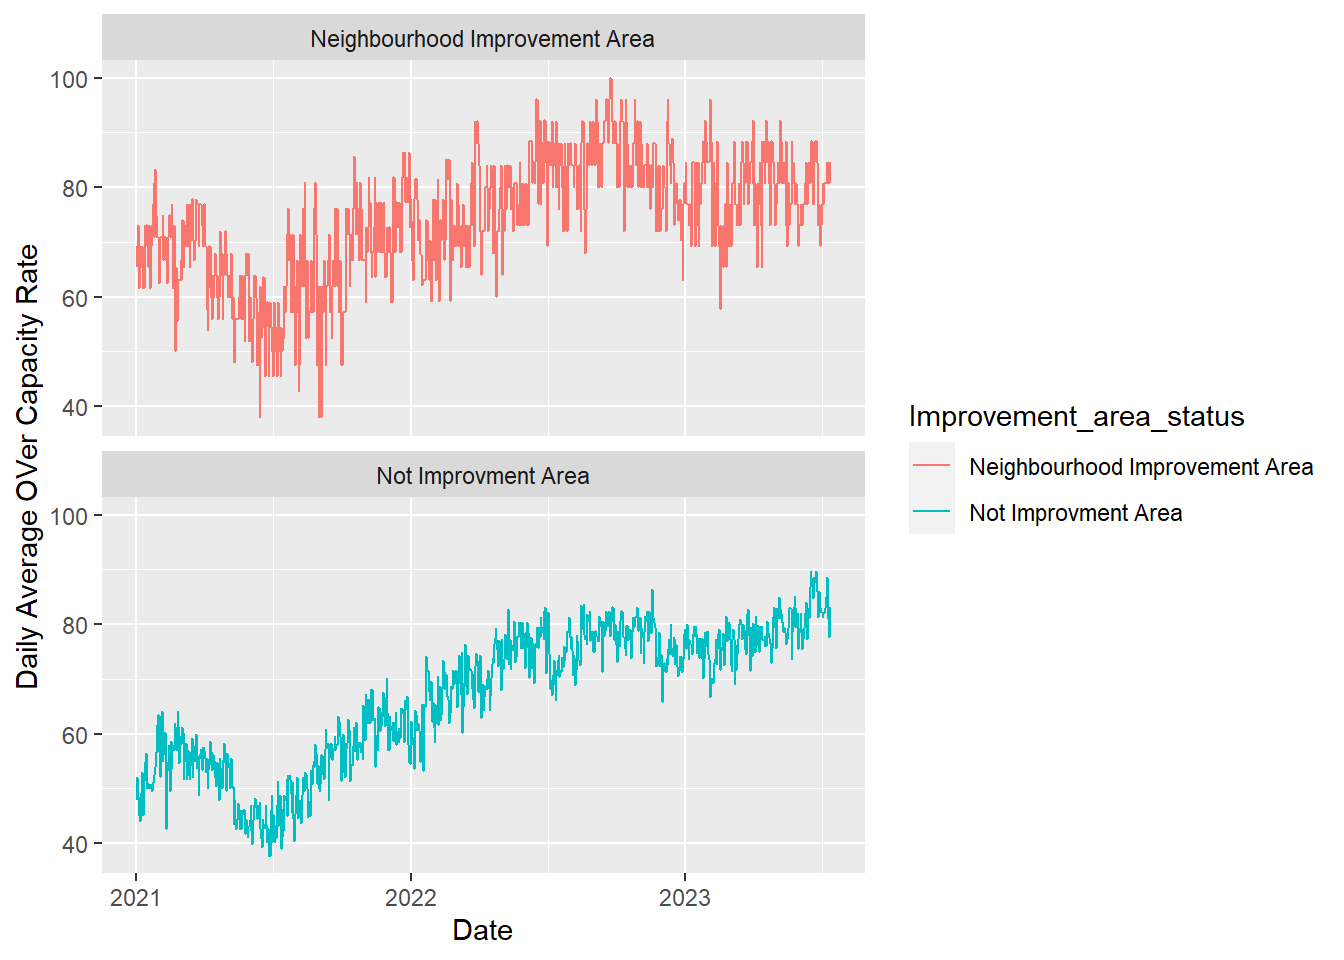 Neighbourhood Improvement Area
100
80
60
40
Not Improvment Area
100
80
60
40
2021
2022
2023
Date
Daily Average OVer Capacity Rate
Improvement_area_status
Neighbourhood Improvement Area
Not Improvment Area